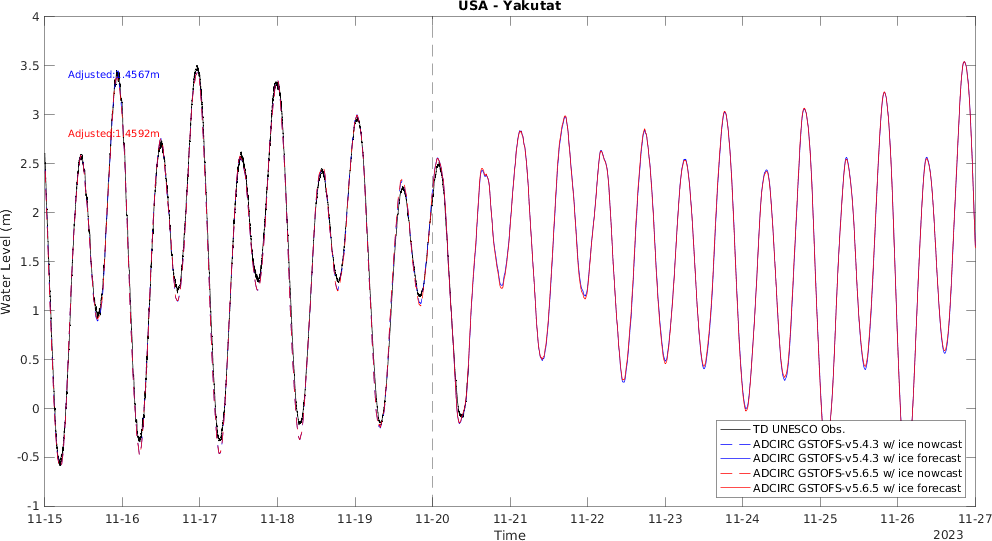 USA - Yakutat
4
3.5
3
2.5
2
1.5
1
0.5
0
-0.5
-1
Water Level (m)
Adjusted:1.4567m
Adjusted:1.4592m
TD UNESCO Obs.
ADCIRC GSTOFS-v5.4.3 w/ ice nowcast
ADCIRC GSTOFS-v5.4.3 w/ ice forecast
ADCIRC GSTOFS-v5.6.5 w/ ice nowcast
ADCIRC GSTOFS-v5.6.5 w/ ice forecast
11-15 11-16 11-17 11-18 11-19 11-20 11-21 11-22 11-23 11-24 11-25 11-26 11-27
Time
2023